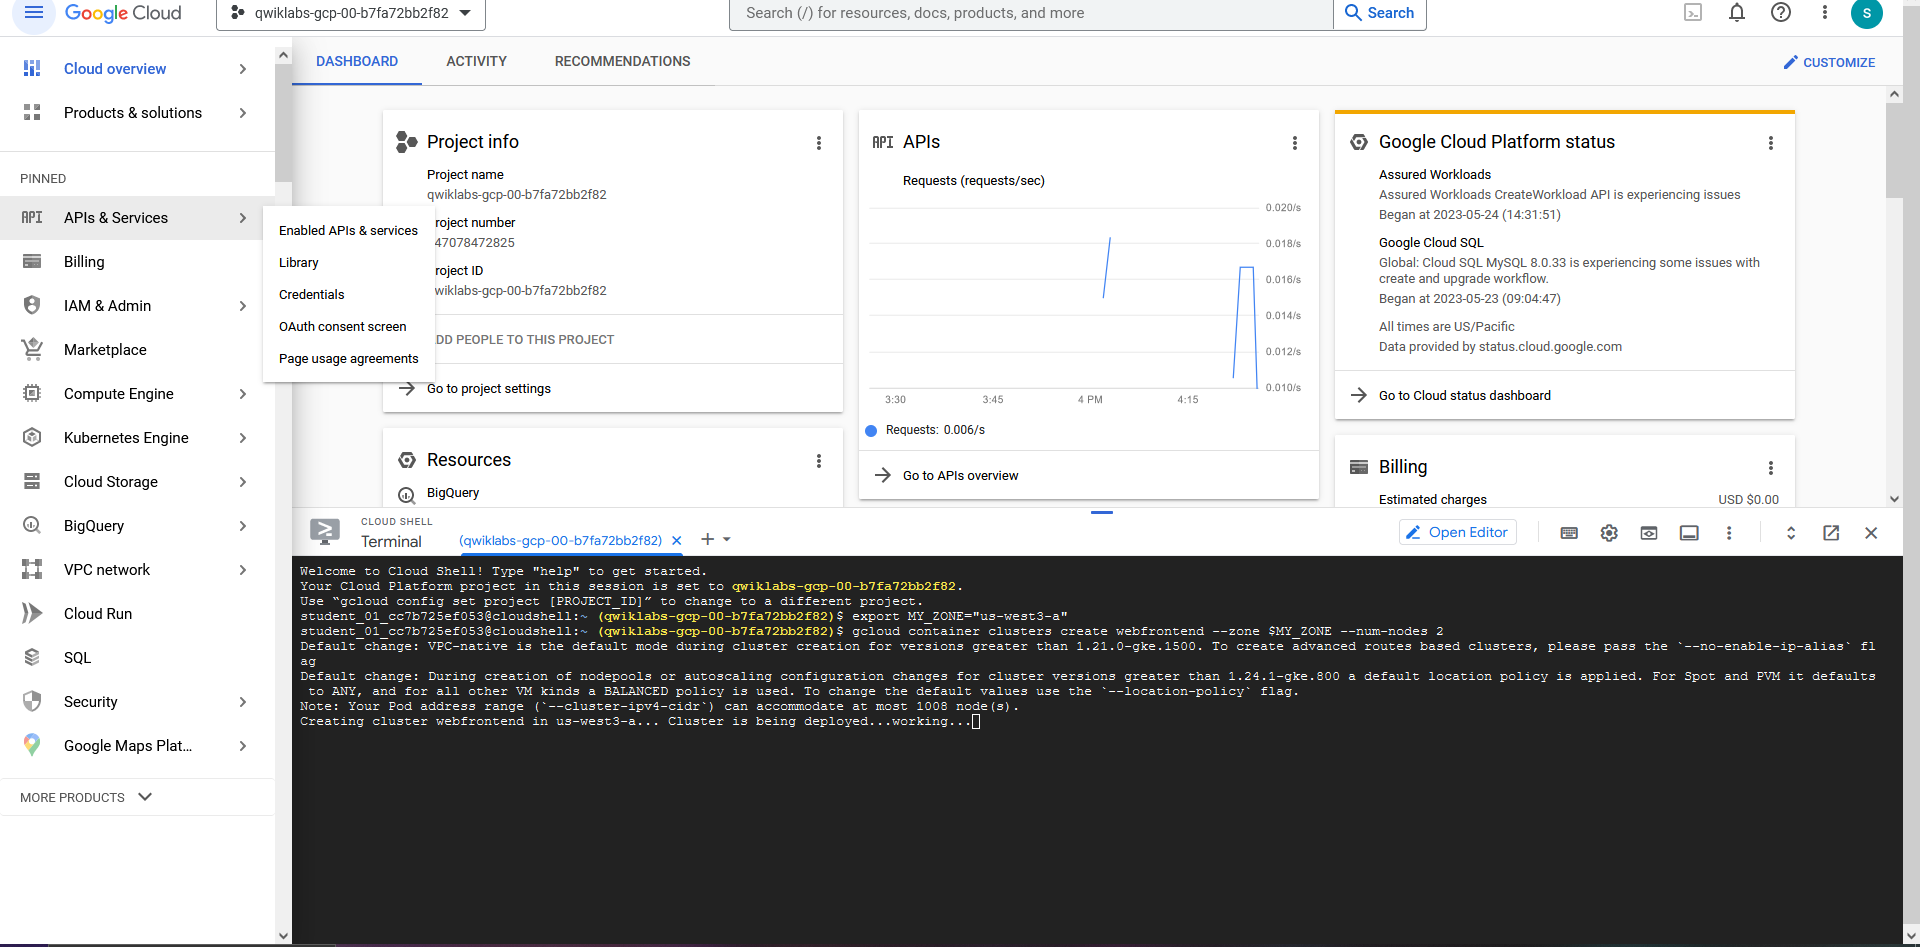 Google Cloud
qwiklabs-gcp-00-b7fa72bb2f82
Search (/) for resources, docs, products, and more
Search
S
Cloud overview
Products & solutions
PINNED
API APIs & Services
Billing
IAM & Admin
Marketplace
Compute Engine
Kubernetes Engine
Cloud Storage
BigQuery
VPC network
Cloud Run
SQL
Security
Google Maps Plat...
MORE PRODUCTS
Enabled APIs & services
Library
Credentials
OAuth consent screen
Page usage agreements
DASHBOARD
ACTIVITY
RECOMMENDATIONS
CUSTOMIZE
Project info
Project name
qwiklabs-gcp-00-b7fa72bb2f82
roject number
47078472825
roject ID
wiklabs-gcp-00-b7fa72bb2f82
DD PEOPLE TO THIS PROJECT
Go to project settings
Resources
BigQuery
API APIs
Requests (requests/sec)
0.020/s
0.018/s
0.016/s
0.014/s
0.012/s
0.010/s
3:30 3:45 4 PM 4:15
Requests: 0.006/s
Go to APIs overview
Google Cloud Platform status
Assured Workloads
Assured Workloads CreateWorkload API is experiencing issues
Began at 2023-05-24 (14:31:51)
Google Cloud SQL
Global: Cloud SQL MySQL 8.0.33 is experiencing some issues with
create and upgrade workflow.
Began at 2023-05-23 (09:04:47)
All times are US/Pacific
Data provided by status.cloud.google.com
Go to Cloud status dashboard
Billing
Estimated charges USD $0.00
CLOUD SHELL
Terminal
(qwiklabs-gcp-00-b7fa72bb2f82)
Open Editor
Welcome to Cloud Shell! Type "help" to get started.
Your Cloud Platform project in this session is set to qwiklabs-gcp-00-b7fa72bb2f82.
Use “gcloud config set project [PROJECT_ID]” to change to a different project.
student_01_cc7b725ef053@cloudshell:~ (qwiklabs-gcp-00-b7fa72bb2f82)$ export MY_ZONE="us-west3-a"
student_01_cc7b725ef053@cloudshell:~ (qwiklabs-gcp-00-b7fa72bb2f82)$ gcloud container clusters create webfrontend --zone $MY_ZONE --num-nodes 2
Default change: VPC-native is the default mode during cluster creation for versions greater than 1.21.0-gke.1500. To create advanced routes based clusters, please pass the `--no-enable-ip-alias` fl
ag
Default change: During creation of nodepools or autoscaling configuration changes for cluster versions greater than 1.24.1-gke.800 a default location policy is applied. For Spot and PVM it defaults
to ANY, and for all other VM kinds a BALANCED policy is used. To change the default values use the `--location-policy` flag.
Note: Your Pod address range (`--cluster-ipv4-cidr`) can accommodate at most 1008 node(s).
Creating cluster webfrontend in us-west3-a... Cluster is being deployed...working...